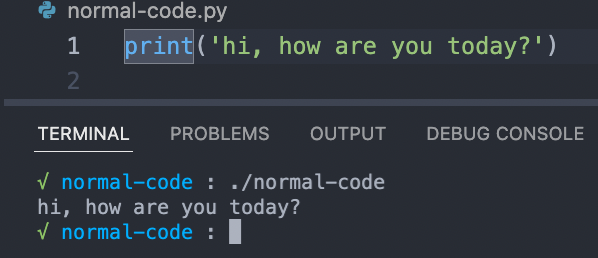 normal-code.py
1 print('hi, how are you today?')
2
TERMINAL PROBLEMS OUTPUT DEBUG CONSOLE
√ normal-code : ./normal-code
hi, how are you today?
√ normal-code :